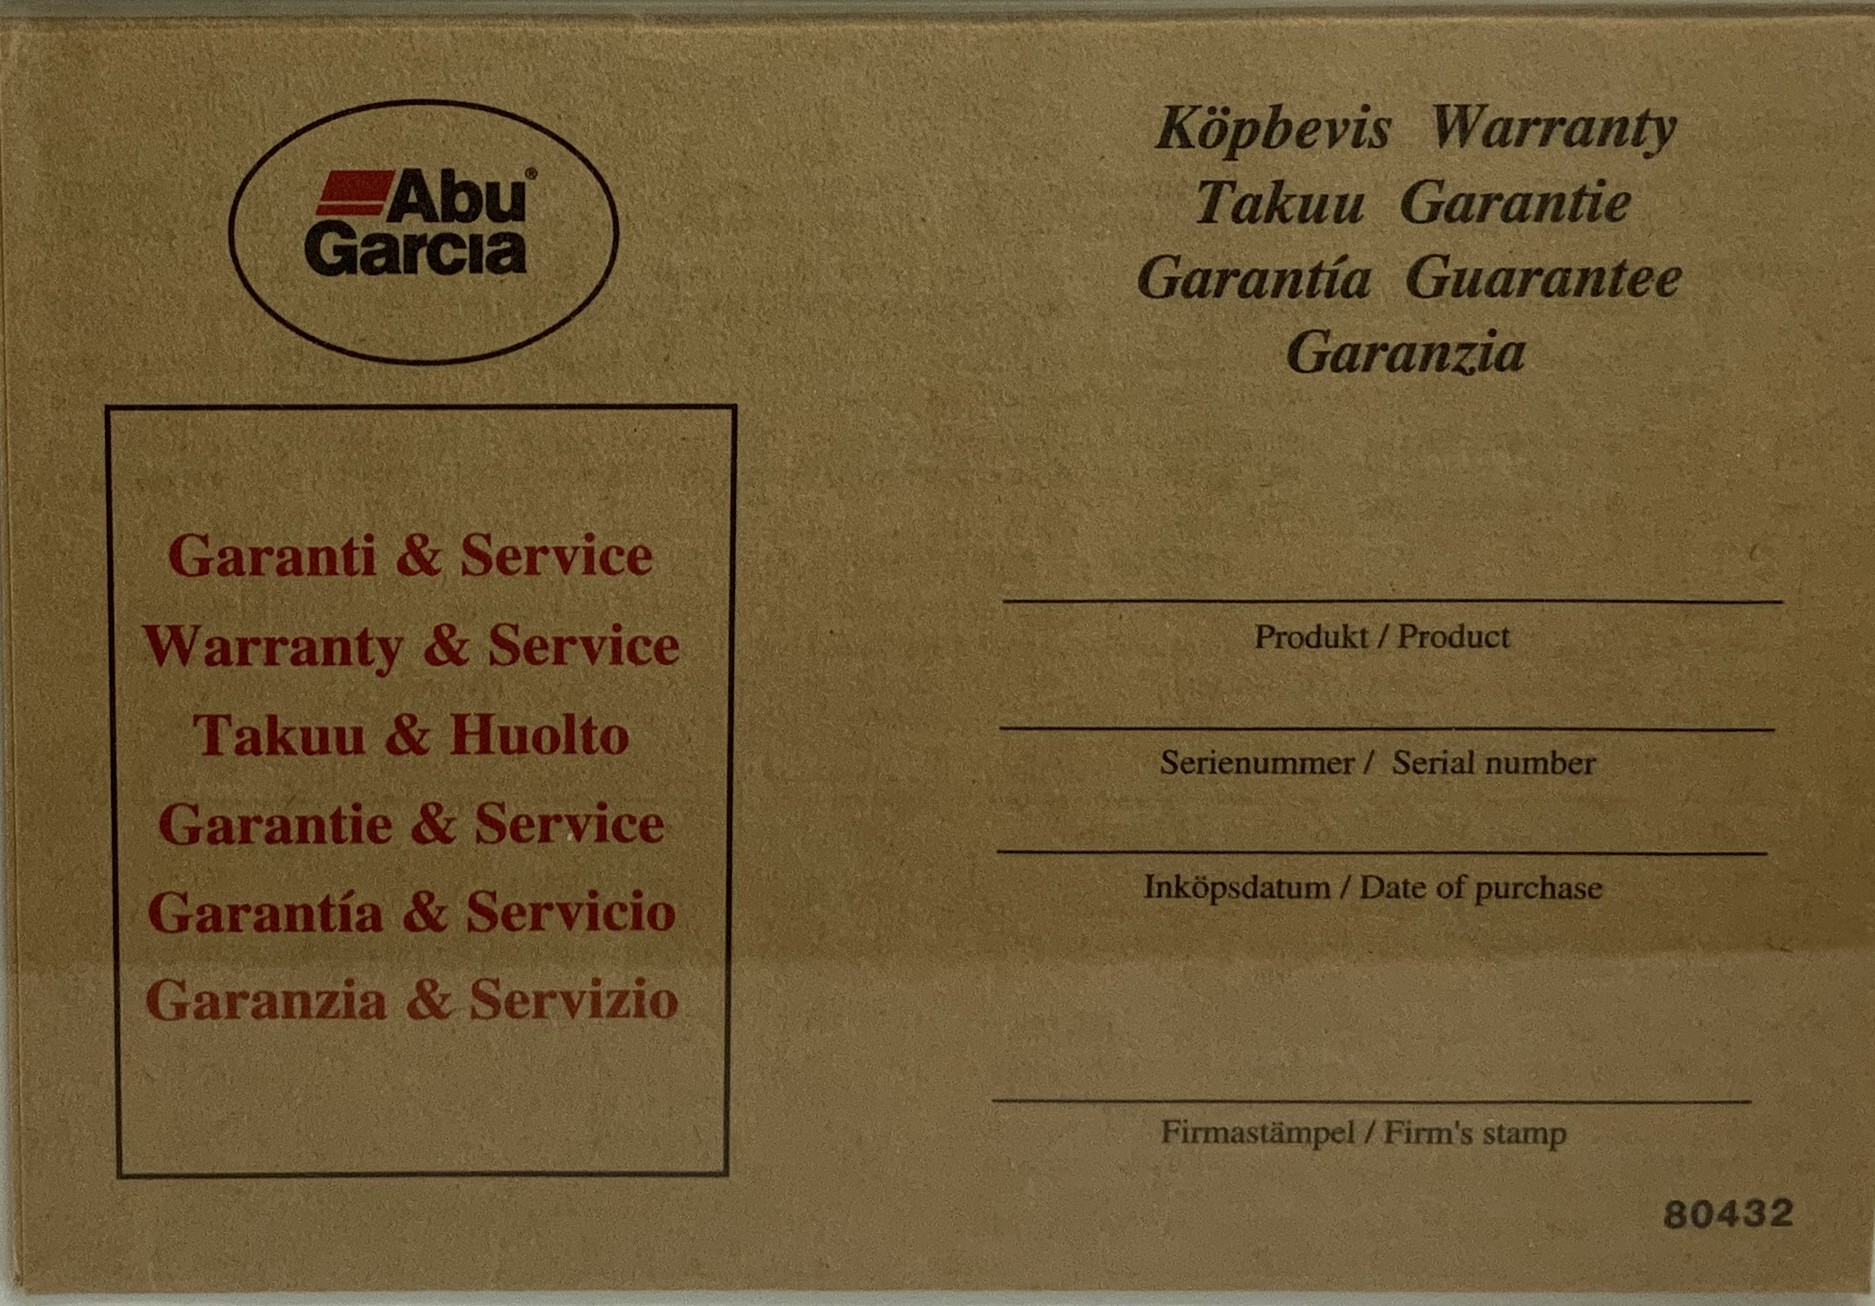 Abu®
Garcia
Garanti & Service
Warranty & Service
Takuu & Huolto
Garantie & Service
Garantía & Servicio
Garanzia & Servizio
Köpbevis Warranty
Takuu Garantie
Garantía Guarantee
Garanzia
Produkt / Product
Serienummer / Serial number
Inköpsdatum / Date of purchase
Firmastämpel / Firm's stamp
80432